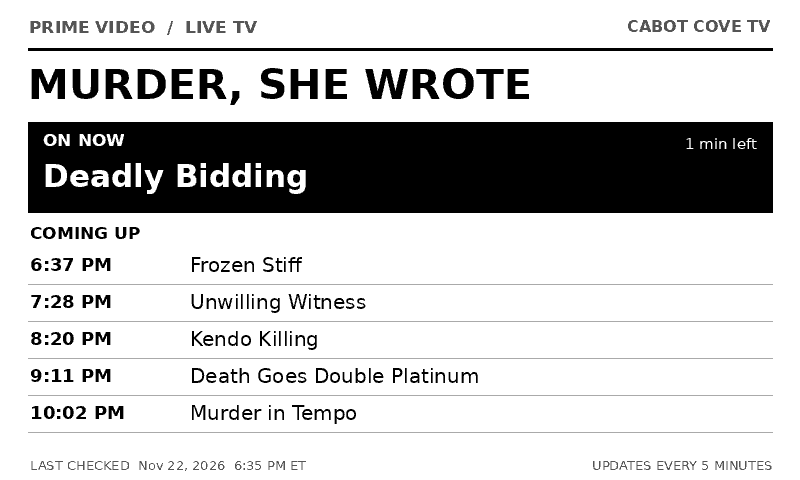 PRIME VIDEO / LIVE TV
CABOT COVE TV
MURDER, SHE WROTE
ON NOW
1 min left
Deadly Bidding
COMING UP
6:37 PM Frozen Stiff
7:28 PM Unwilling Witness
8:20 PM Kendo Killing
9:11 PM Death Goes Double Platinum
10:02 PM Murder in Tempo
LAST CHECKED Nov 22, 2026 6:35 PM ET
UPDATES EVERY 5 MINUTES